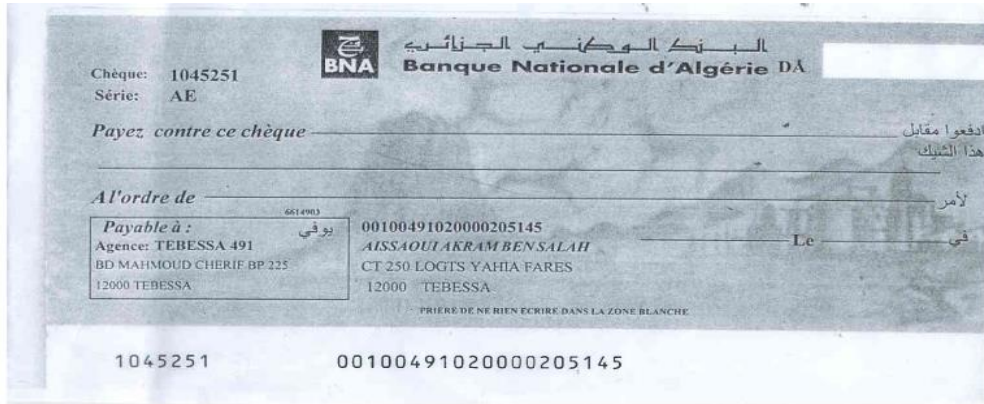 البنك الوطني الجزائري
BNA Banque Nationale d'Algérie DA
Chèque: 1045251
Série: AE
Payez contre ce chèque ادفعوا مقابل
هذا الشيك
A l'ordre de لأمر
6614903
Payable à : يوفي
Agence: TEBESSA 491
BD MAHMOUD CHERIF BP 225
12000 TEBESSA
00100491020000205145
AISSAOUI AKRAM BEN SALAH
CT 250 LOGTS YAHIA FARES
12000 TEBESSA
Le في
PRIERE DE NE RIEN ECRIRE DANS LA ZONE BLANCHE
1045251 00100491020000205145